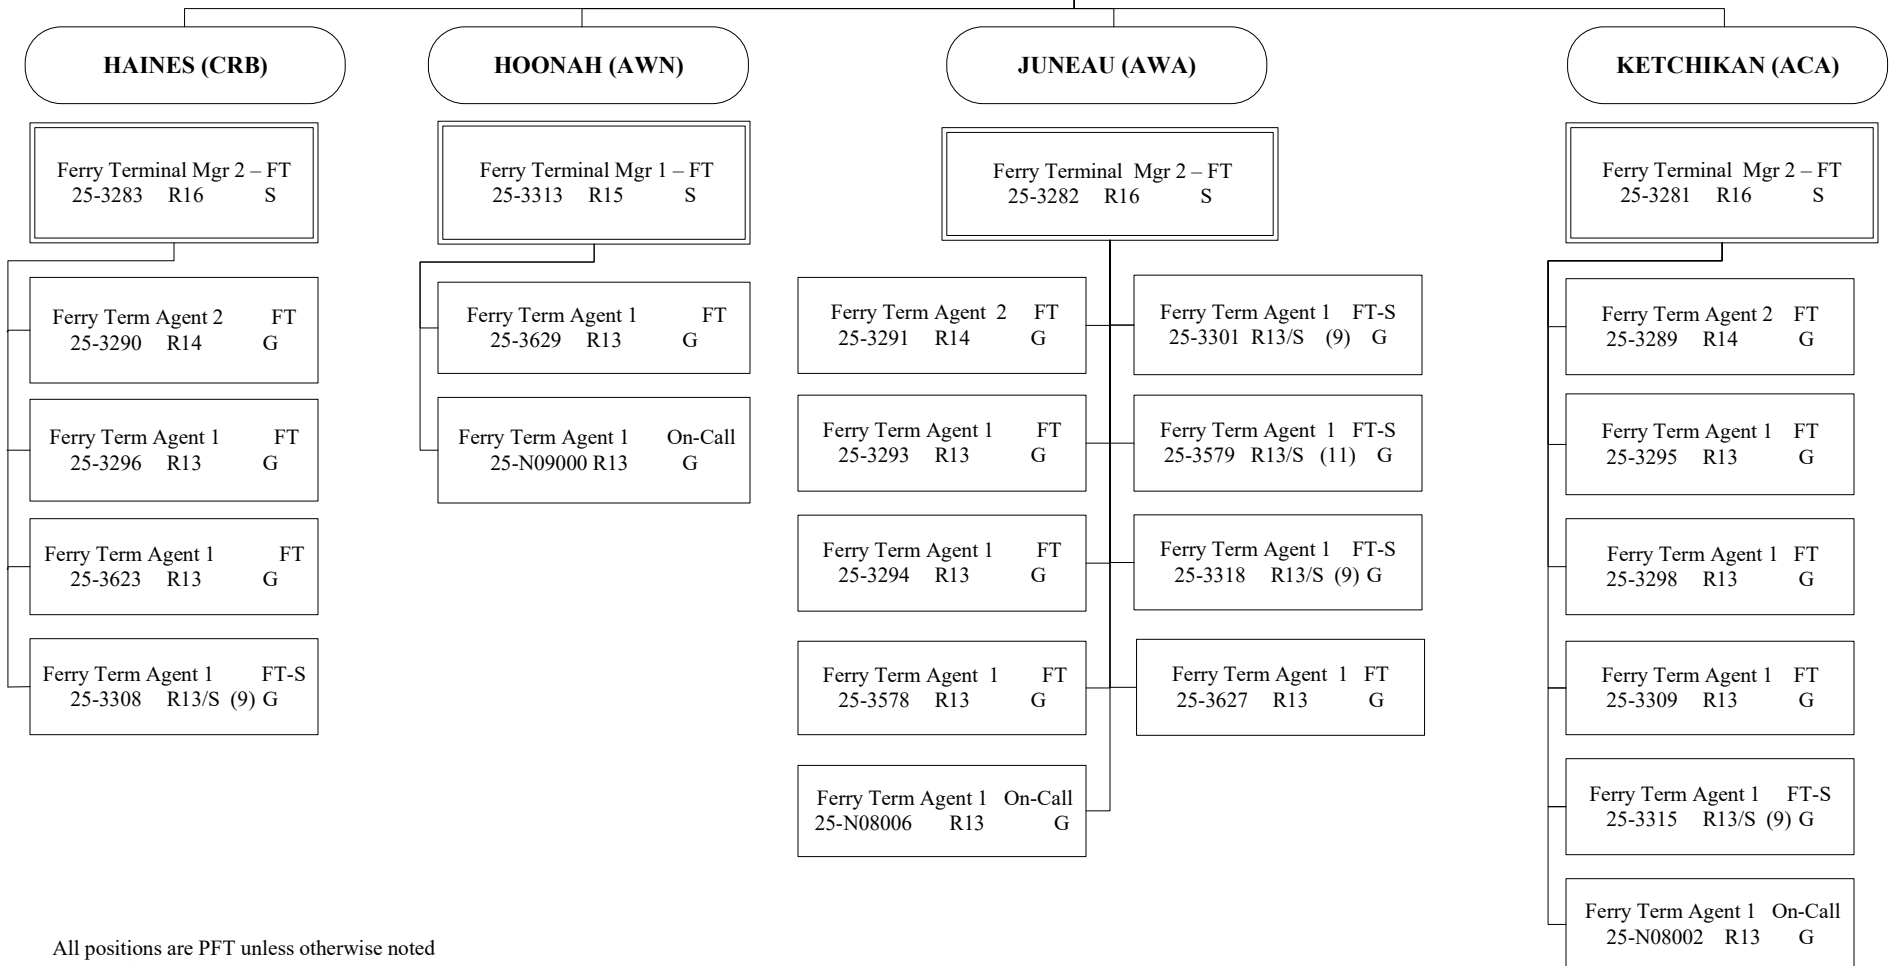 HAINES (CRB)
Ferry Terminal Mgr 2 – FT
25-3283 R16 S
Ferry Term Agent 2 FT
25-3290 R14 G
Ferry Term Agent 1 FT
25-3296 R13 G
Ferry Term Agent 1 FT
25-3623 R13 G
Ferry Term Agent 1 FT-S
25-3308 R13/S (9) G
HOONAH (AWN)
Ferry Terminal Mgr 1 – FT
25-3313 R15 S
Ferry Term Agent 1 FT
25-3629 R13 G
Ferry Term Agent 1 On-Call
25-N09000 R13 G
JUNEAU (AWA)
Ferry Terminal Mgr 2 – FT
25-3282 R16 S
Ferry Term Agent 2 FT
25-3291 R14 G
Ferry Term Agent 1 FT
25-3293 R13 G
Ferry Term Agent 1 FT
25-3294 R13 G
Ferry Term Agent 1 FT
25-3578 R13 G
Ferry Term Agent 1 On-Call
25-N08006 R13 G
Ferry Term Agent 1 FT-S
25-3301 R13/S (9) G
Ferry Term Agent 1 FT-S
25-3579 R13/S (11) G
Ferry Term Agent 1 FT-S
25-3318 R13/S (9) G
Ferry Term Agent 1 FT
25-3627 R13 G
KETCHIKAN (ACA)
Ferry Terminal Mgr 2 – FT
25-3281 R16 S
Ferry Term Agent 2 FT
25-3289 R14 G
Ferry Term Agent 1 FT
25-3295 R13 G
Ferry Term Agent 1 FT
25-3298 R13 G
Ferry Term Agent 1 FT
25-3309 R13 G
Ferry Term Agent 1 FT-S
25-3315 R13/S (9) G
Ferry Term Agent 1 On-Call
25-N08002 R13 G
All positions are PFT unless otherwise noted